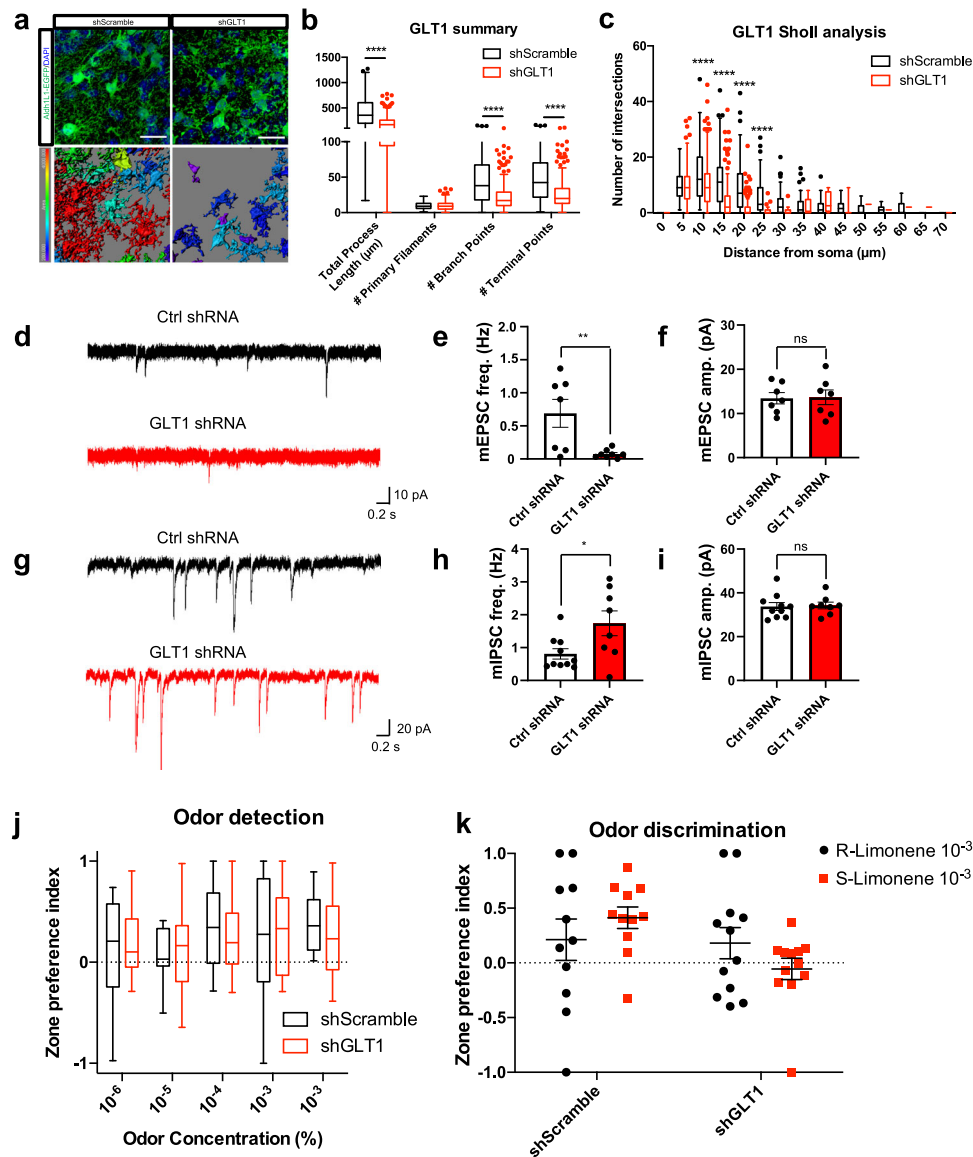 a
shScramble
shGLT1
Aldh1L1-EGFP/DAPI
b
GLT1 summary
****
****
****
shScramble
shGLT1
1500
1000
500
100
50
0
Total Process
Length (µm)
# Primary Filaments
# Branch Points
# Terminal Points
c
GLT1 Sholl analysis
shScramble
shGLT1
****
****
****
****
Number of intersections
60
40
20
0
0
5
10
15
20
25
30
35
40
45
50
55
60
65
70
Distance from soma (µm)
d
Ctrl shRNA
GLT1 shRNA
10 pA
0.2 s
e
mEPSC freq. (Hz)
2.0
1.5
1.0
0.5
0
**
Ctrl shRNA
GLT1 shRNA
f
mEPSC amp. (pA)
30
20
10
0
ns
Ctrl shRNA
GLT1 shRNA
g
Ctrl shRNA
GLT1 shRNA
20 pA
0.2 s
h
mIPSC freq. (Hz)
4
3
2
1
0
*
Ctrl shRNA
GLT1 shRNA
i
mIPSC amp. (pA)
60
40
20
0
ns
Ctrl shRNA
GLT1 shRNA
j
Odor detection
Zone preference index
1
0
-1
shScramble
shGLT1
10⁻⁶
10⁻⁵
10⁻⁴
10⁻³
10⁻³
Odor Concentration (%)
k
Odor discrimination
R-Limonene 10⁻³
S-Limonene 10⁻³
Zone preference index
1.0
0.5
0.0
-0.5
-1.0
shScramble
shGLT1